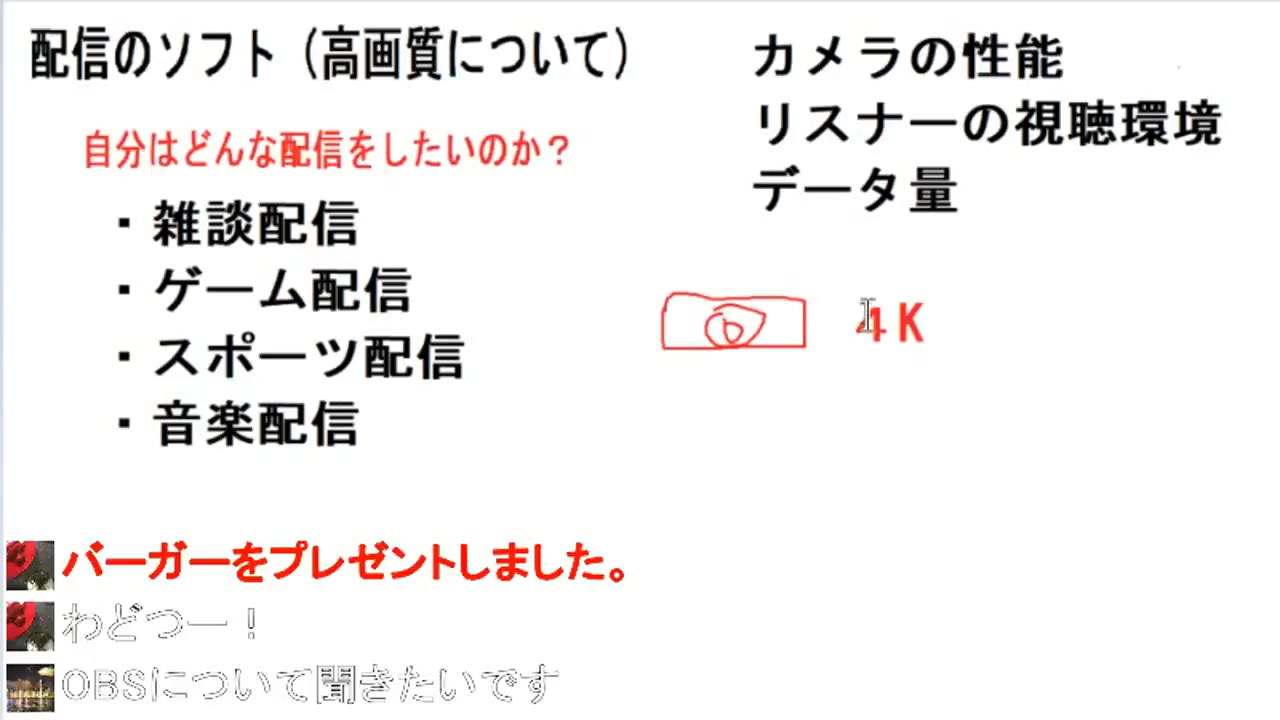 配信のソフト（高画質について）
自分はどんな配信をしたいのか？
・雑談配信
・ゲーム配信
・スポーツ配信
・音楽配信
カメラの性能
リスナーの視聴環境
データ量
4K
バーガーをプレゼントしました。
わどつー！
OBSについて聞きたいです